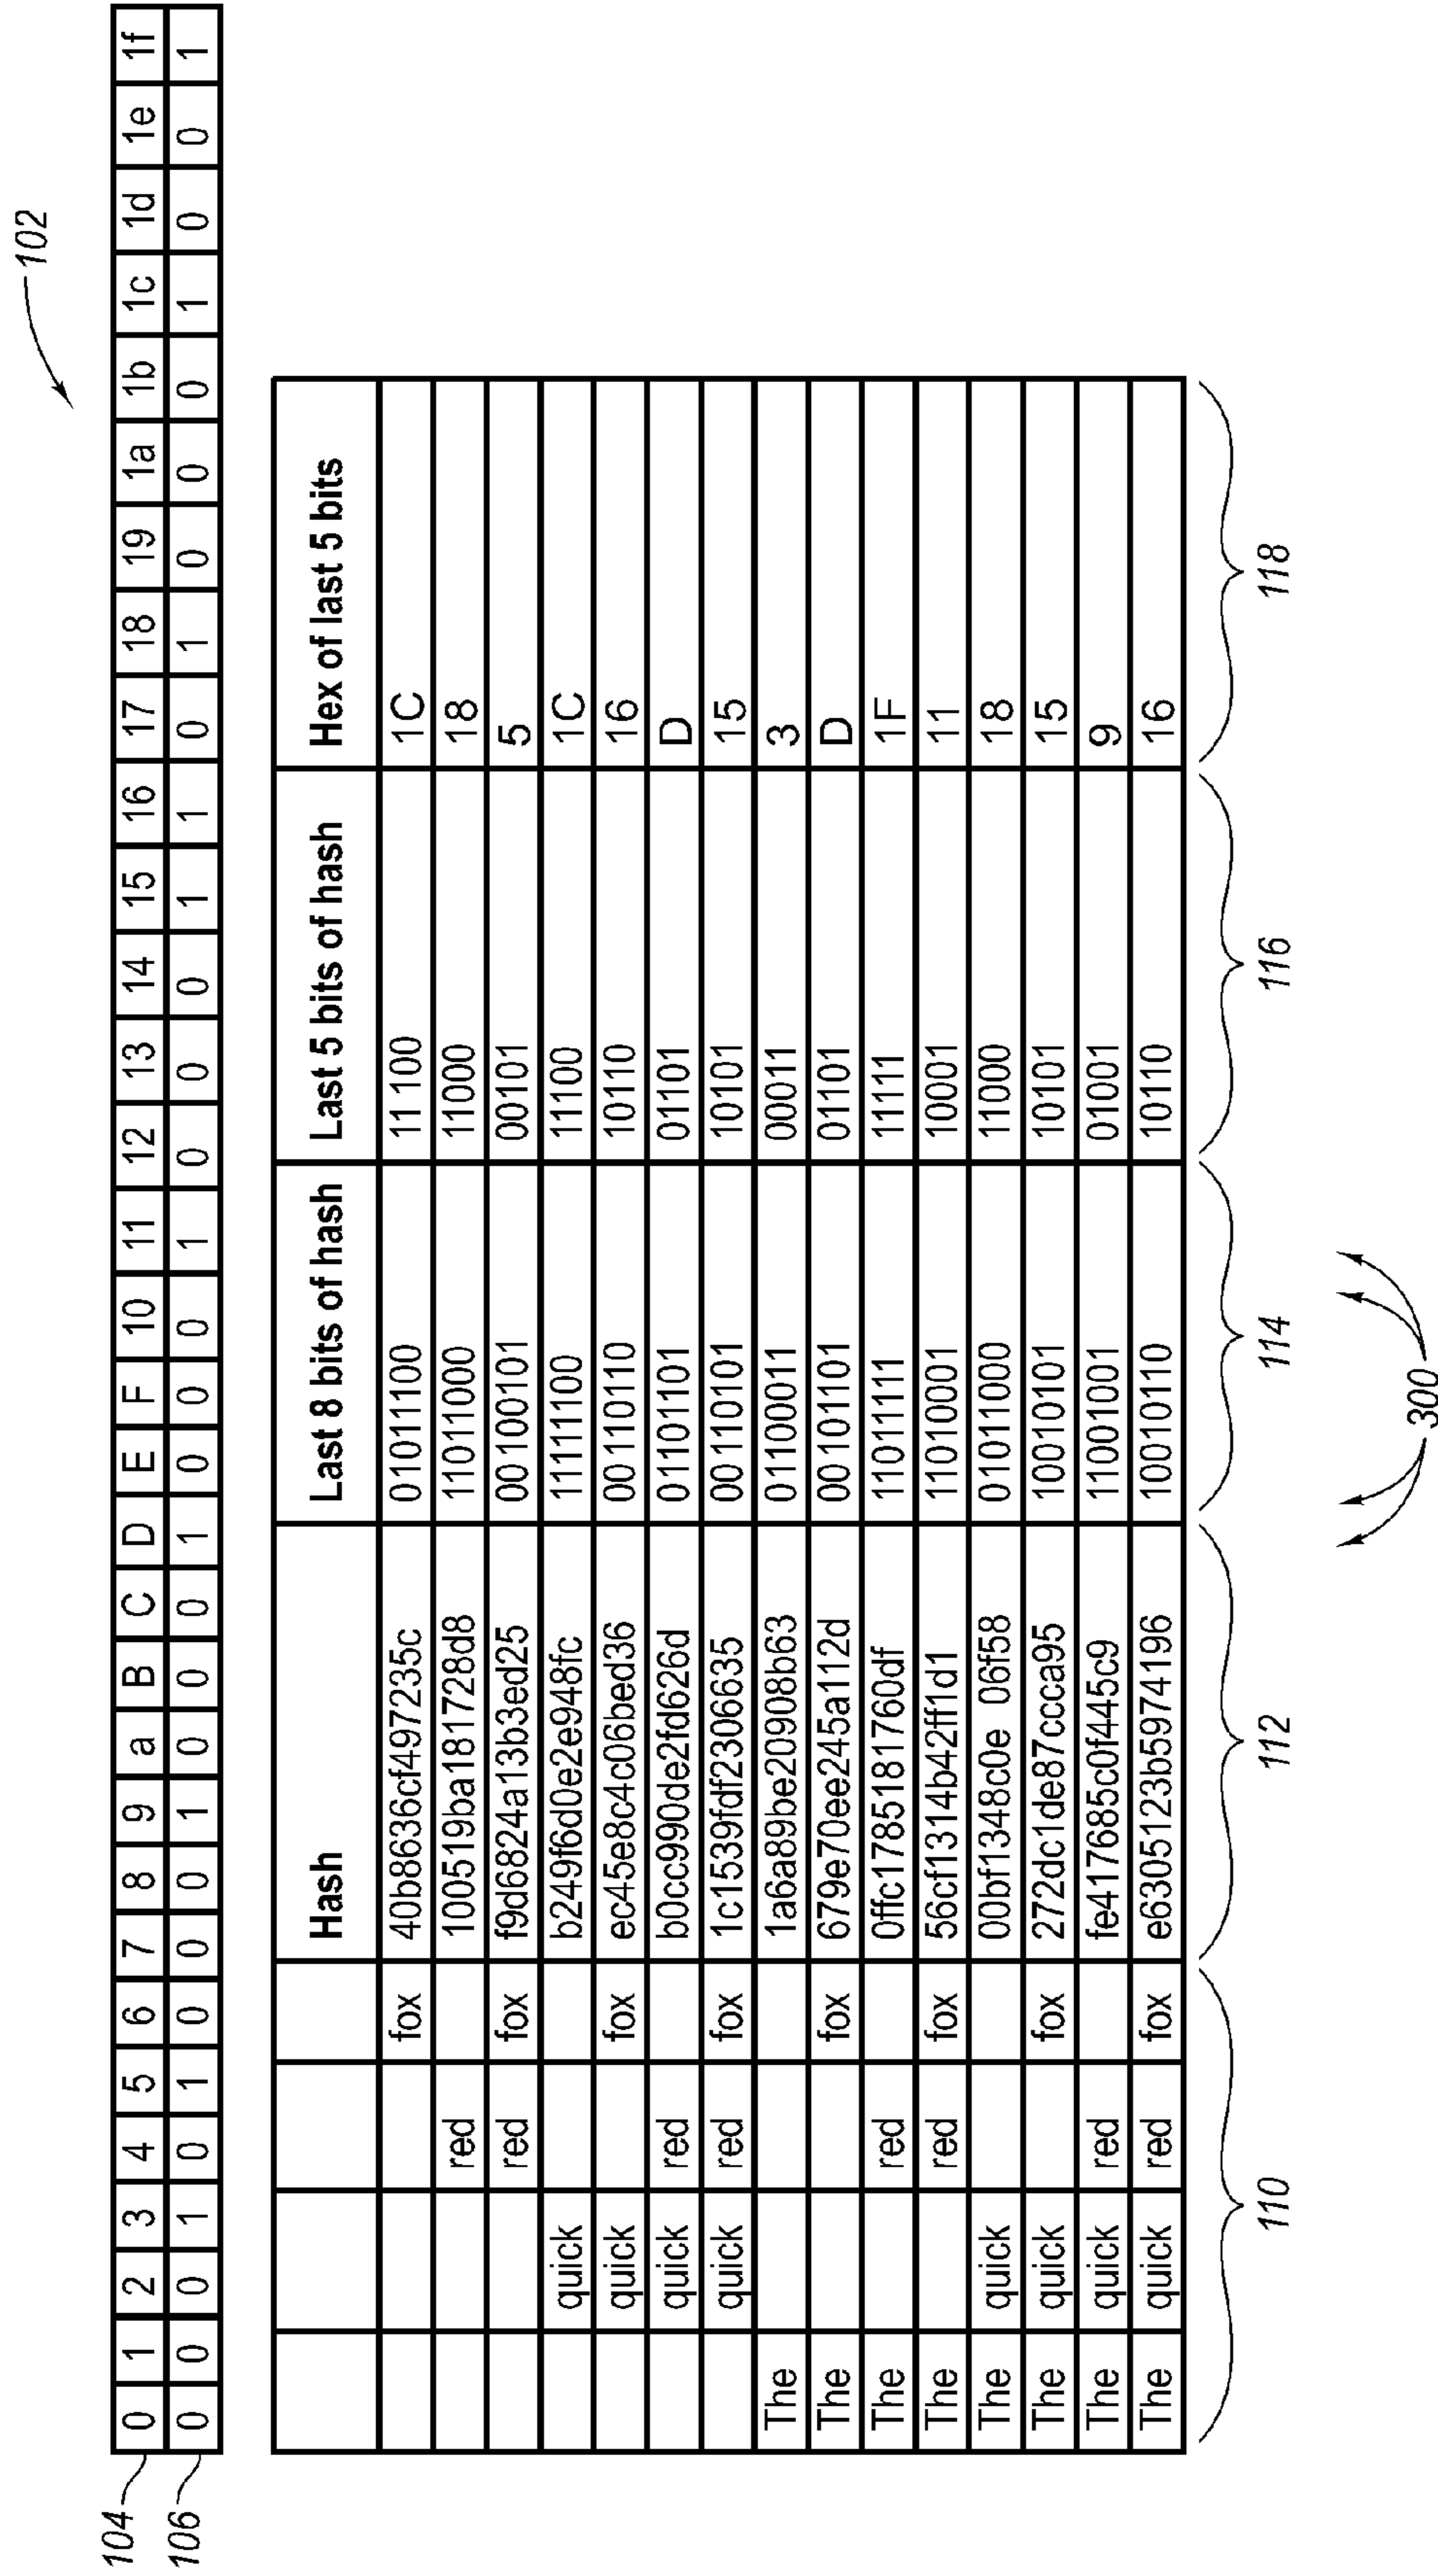 102
104 0 1 2 3 4 5 6 7 8 9 a B C D E F 10 11 12 13 14 15 16 17 18 19 1a 1b 1c 1d 1e 1f
106 0 0 0 1 0 1 0 0 0 1 0 0 0 1 0 0 0 1 0 0 0 1 1 0 1 0 0 0 1 0 0 1
Hash Last 8 bits of hash Last 5 bits of hash Hex of last 5 bits
fox 40b8636cf497235c 01011100 11 100 1C
red 100519ba181728d8 11011000 11000 18
red fox f9d6824a13b3ed25 00100101 00101 5
quick b249f6d0e2e948fc 11111100 11100 1C
quick fox ec45e8c4c06bed36 00110110 10110 16
quick red b0cc990de2fd626d 01101101 01101 D
quick red fox 1c1539fdf2306635 00110101 10101 15
The 1a6a89be20908b63 01100011 00011 3
The fox 679e70ee245a112d 00101101 01101 D
The red 0ffc1785181760df 11011111 11111 1F
The red fox 56cf1314b42ff1d1 11010001 10001 11
The quick 00bf1348c0e 06f58 01011000 11000 18
The quick fox 272dc1de87ccca95 10010101 10101 15
The quick red fe417685c0f445c9 11001001 01001 9
The quick red fox e6305123b5974196 10010110 10110 16
110 112 114 116 118
300